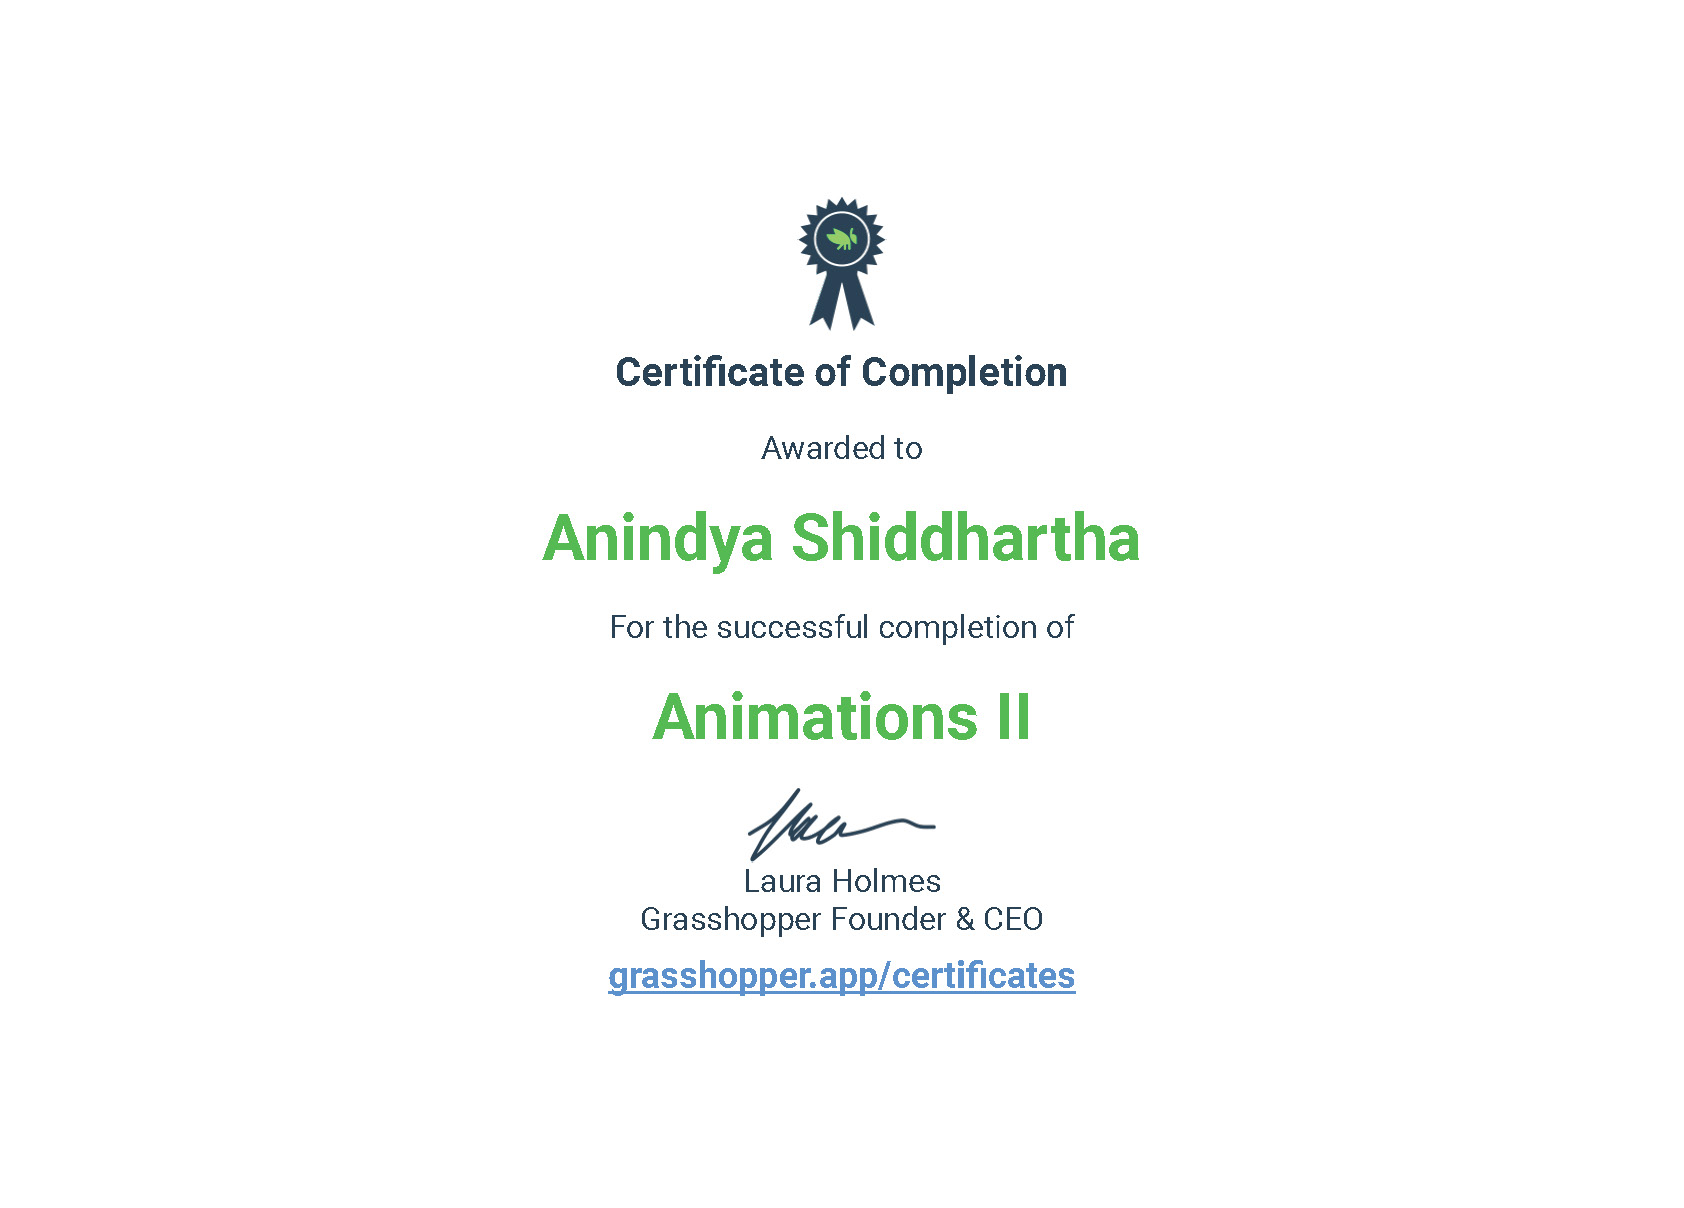 Certificate of Completion
Awarded to
Anindya Shiddhartha
For the successful completion of
Animations II
Laura Holmes
Grasshopper Founder & CEO
grasshopper.app/certificates